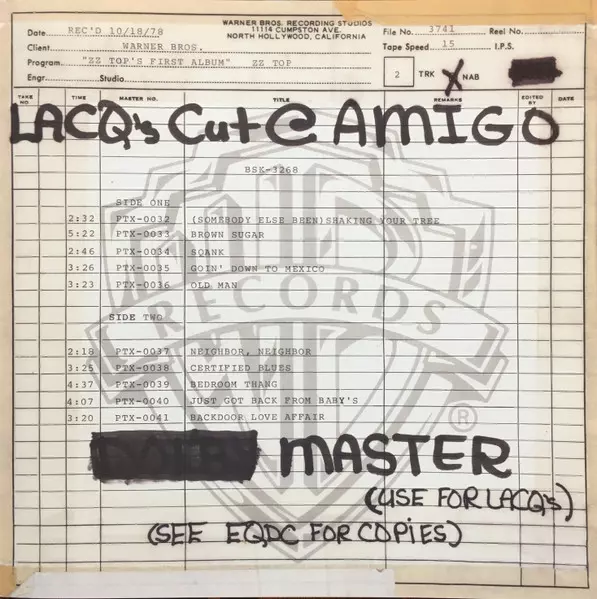 WARNER BROS. RECORDING STUDIOS
11114 CUMPSTON AVE.
NORTH HOLLYWOOD, CALIFORNIA
Date REC'D 10/18/78 File No. 3741 Reel No.
Client WARNER BROS. Tape Speed 15 I.P.S.
Program "ZZ TOP'S FIRST ALBUM" ZZ TOP
Engr. Studio 2 TRK X NAB
TAKE NO. TIME MASTER NO. TITLE REMARKS EDITED BY DATE
LACQ's Cut @ AMIGO
BSK-3268
SIDE ONE
2:32 PTX-0032 (SOMEBODY ELSE BEEN)SHAKING YOUR TREE
5:22 PTX-0033 BROWN SUGAR
2:46 PTX-0034 SQANK
3:26 PTX-0035 GOIN' DOWN TO MEXICO
3:23 PTX-0036 OLD MAN
RECORDS
SIDE TWO
2:18 PTX-0037 NEIGHBOR, NEIGHBOR
3:25 PTX-0038 CERTIFIED BLUES
4:37 PTX-0039 BEDROOM THANG
4:07 PTX-0040 JUST GOT BACK FROM BABY'S
3:20 PTX-0041 BACKDOOR LOVE AFFAIR
®
MASTER
(USE FOR LACQ's)
(SEE EQDC FOR COPIES)